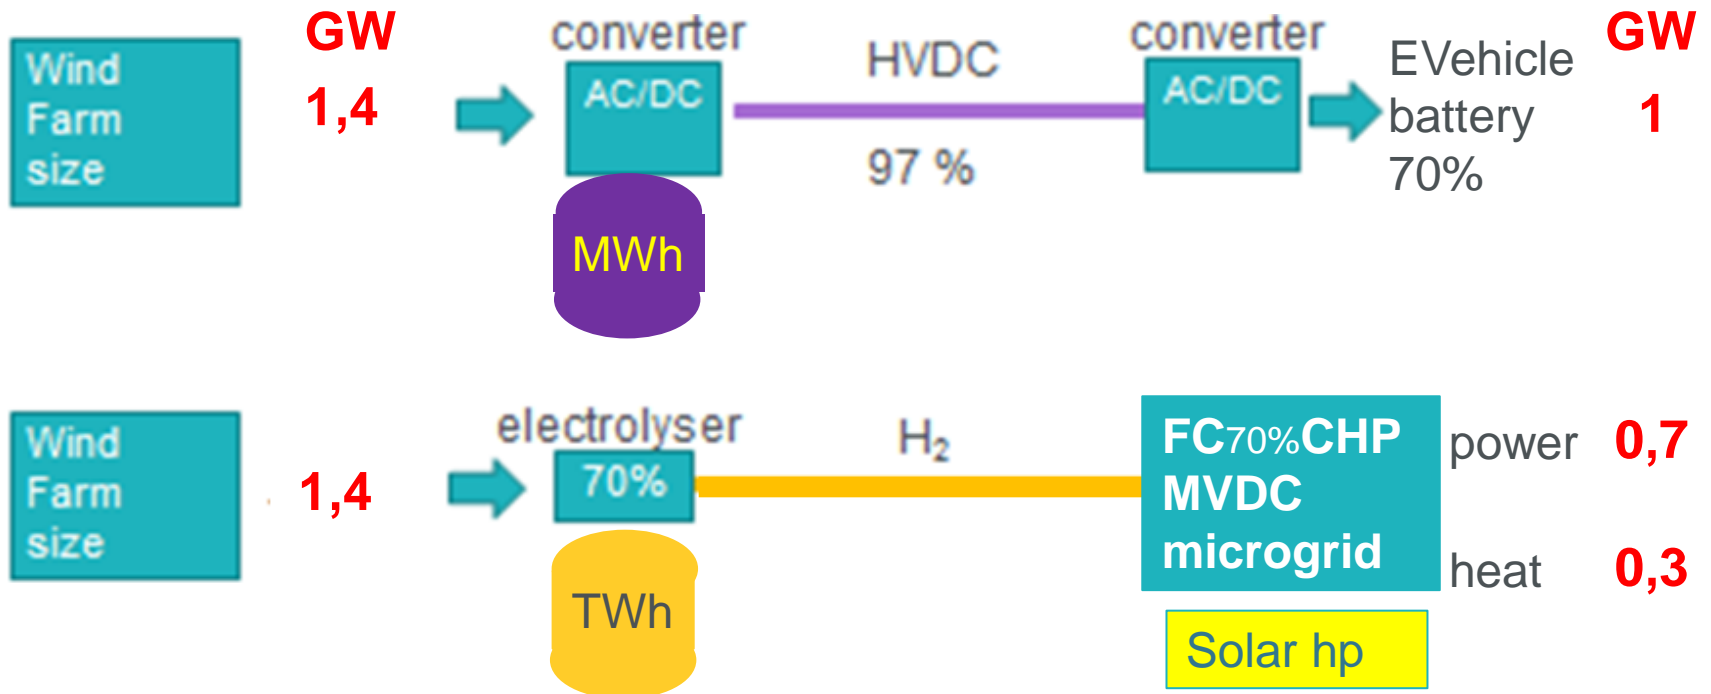 GW
GW
converter
converter
Wind
Farm
size
1,4
AC/DC
HVDC
97 %
AC/DC
EVehicle
battery
70%
1
MWh
Wind
Farm
size
1,4
electrolyser
70%
H₂
FC70%CHP
MVDC
microgrid
power
0,7
heat
0,3
TWh
Solar hp